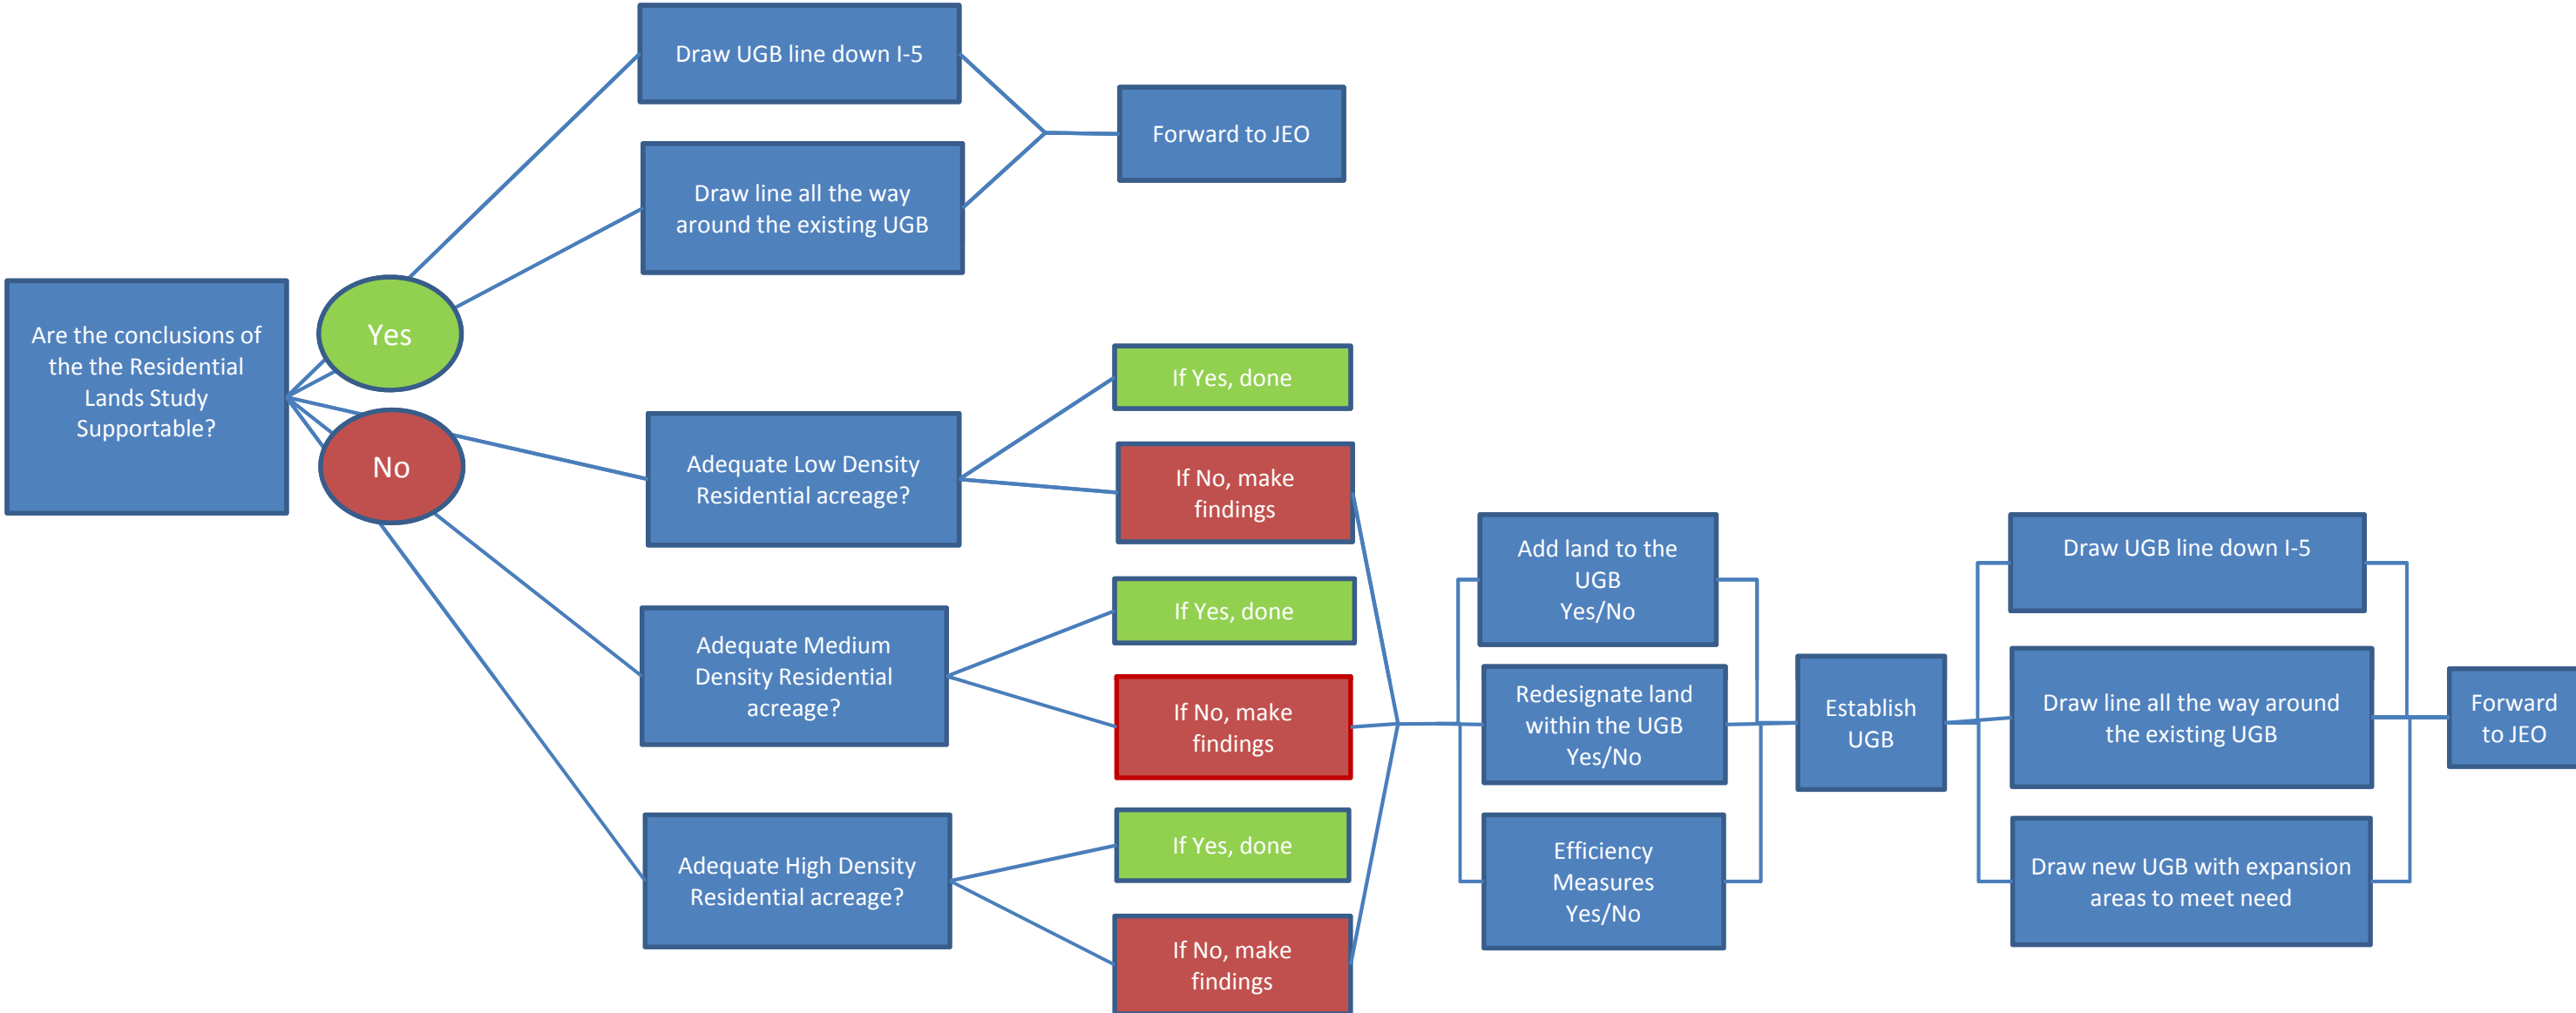 Draw UGB line down I-5
Draw line all the way
around the existing UGB
Forward to JEO
Are the conclusions of
the the Residential
Lands Study
Supportable?
Yes
No
Adequate Low Density
Residential acreage?
If Yes, done
If No, make
findings
Adequate Medium
Density Residential
acreage?
If Yes, done
If No, make
findings
Adequate High Density
Residential acreage?
If Yes, done
If No, make
findings
Add land to the
UGB
Yes/No
Redesignate land
within the UGB
Yes/No
Efficiency
Measures
Yes/No
Establish
UGB
Draw UGB line down I-5
Draw line all the way around
the existing UGB
Draw new UGB with expansion
areas to meet need
Forward
to JEO